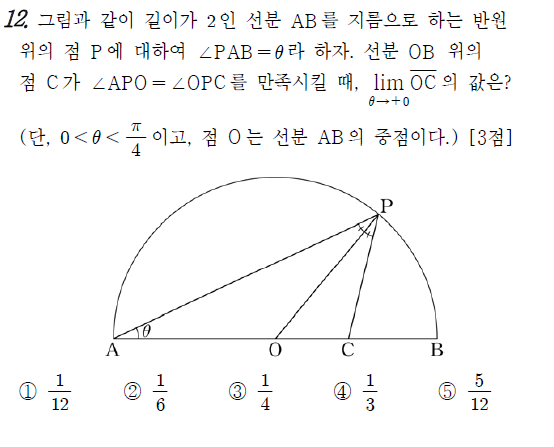 12. 그림과 같이 길이가 2인 선분 AB를 지름으로 하는 반원
위의 점 P에 대하여 ∠PAB=θ라 하자. 선분 OB 위의
점 C가 ∠APO=∠OPC를 만족시킬 때, lim_{θ→+0} \overline{OC}의 값은?
(단, 0<θ<π/4이고, 점 O는 선분 AB의 중점이다.) [3점]
P
θ
A O C B
① 1/12 ② 1/6 ③ 1/4 ④ 1/3 ⑤ 5/12